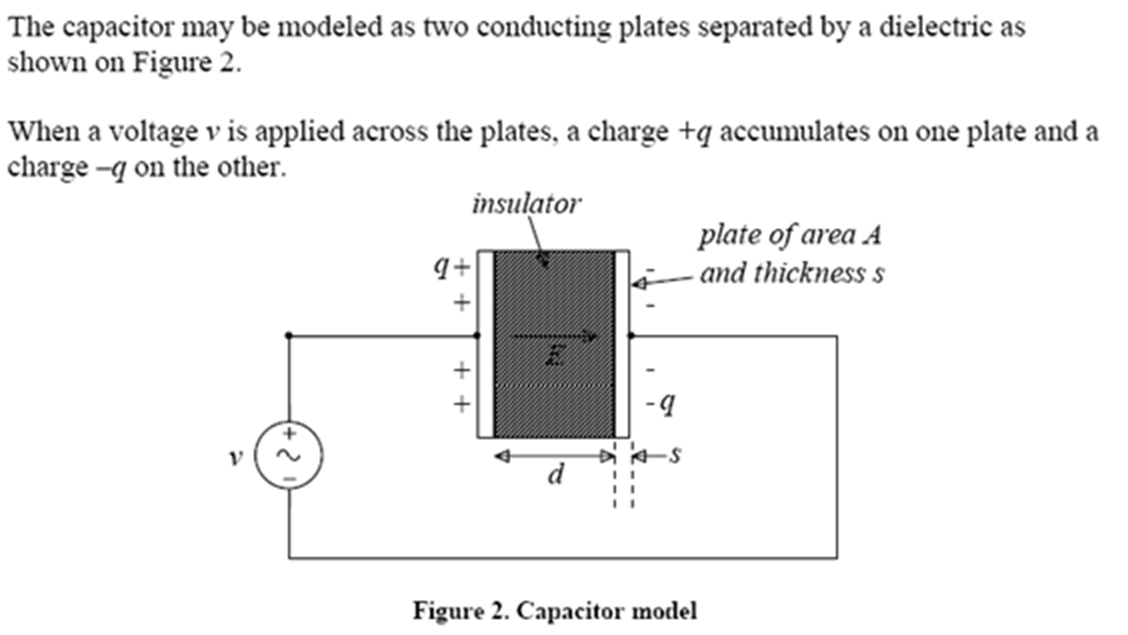 The capacitor may be modeled as two conducting plates separated by a dielectric as
shown on Figure 2.
When a voltage v is applied across the plates, a charge +q accumulates on one plate and a
charge –q on the other.
insulator
plate of area A
and thickness s
q+
+
+
+
-
-
-
-q
E
v
+
~
-
d
s
Figure 2. Capacitor model